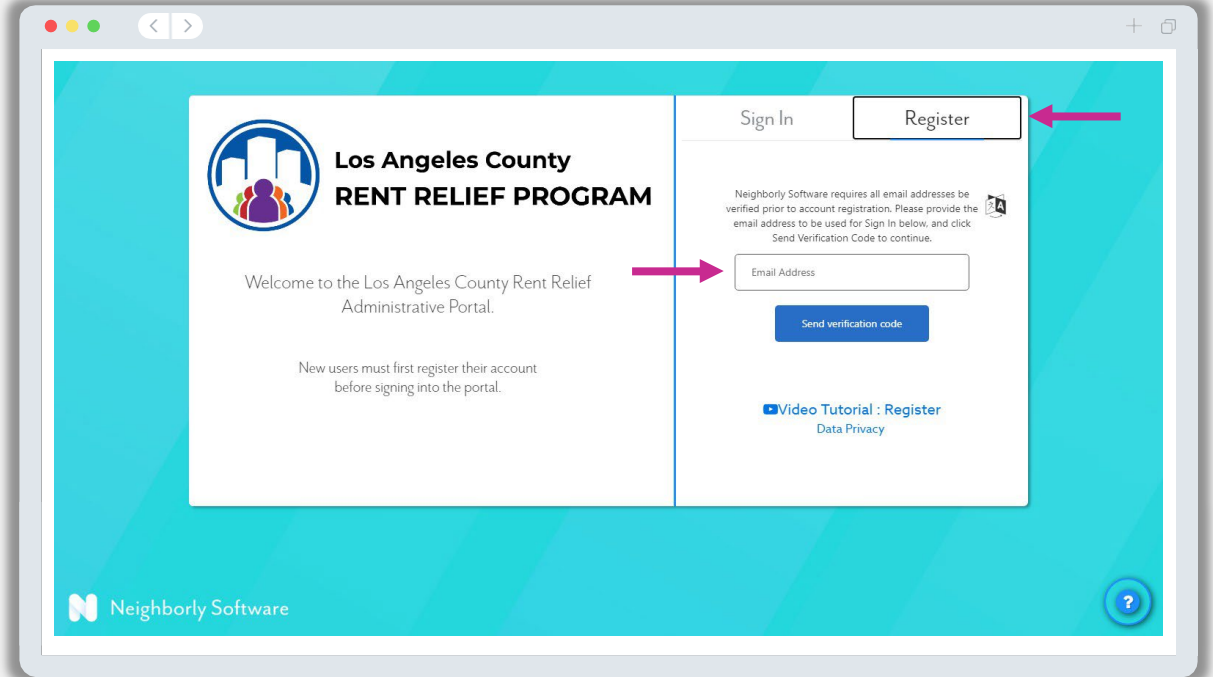 Los Angeles County
RENT RELIEF PROGRAM
Welcome to the Los Angeles County Rent Relief
Administrative Portal.
New users must first register their account
before signing into the portal.
Sign In
Register
Neighborly Software requires all email addresses be
verified prior to account registration. Please provide the
email address to be used for Sign In below, and click
Send Verification Code to continue.
文A
Email Address
Send verification code
Video Tutorial : Register
Data Privacy
N Neighborly Software
?